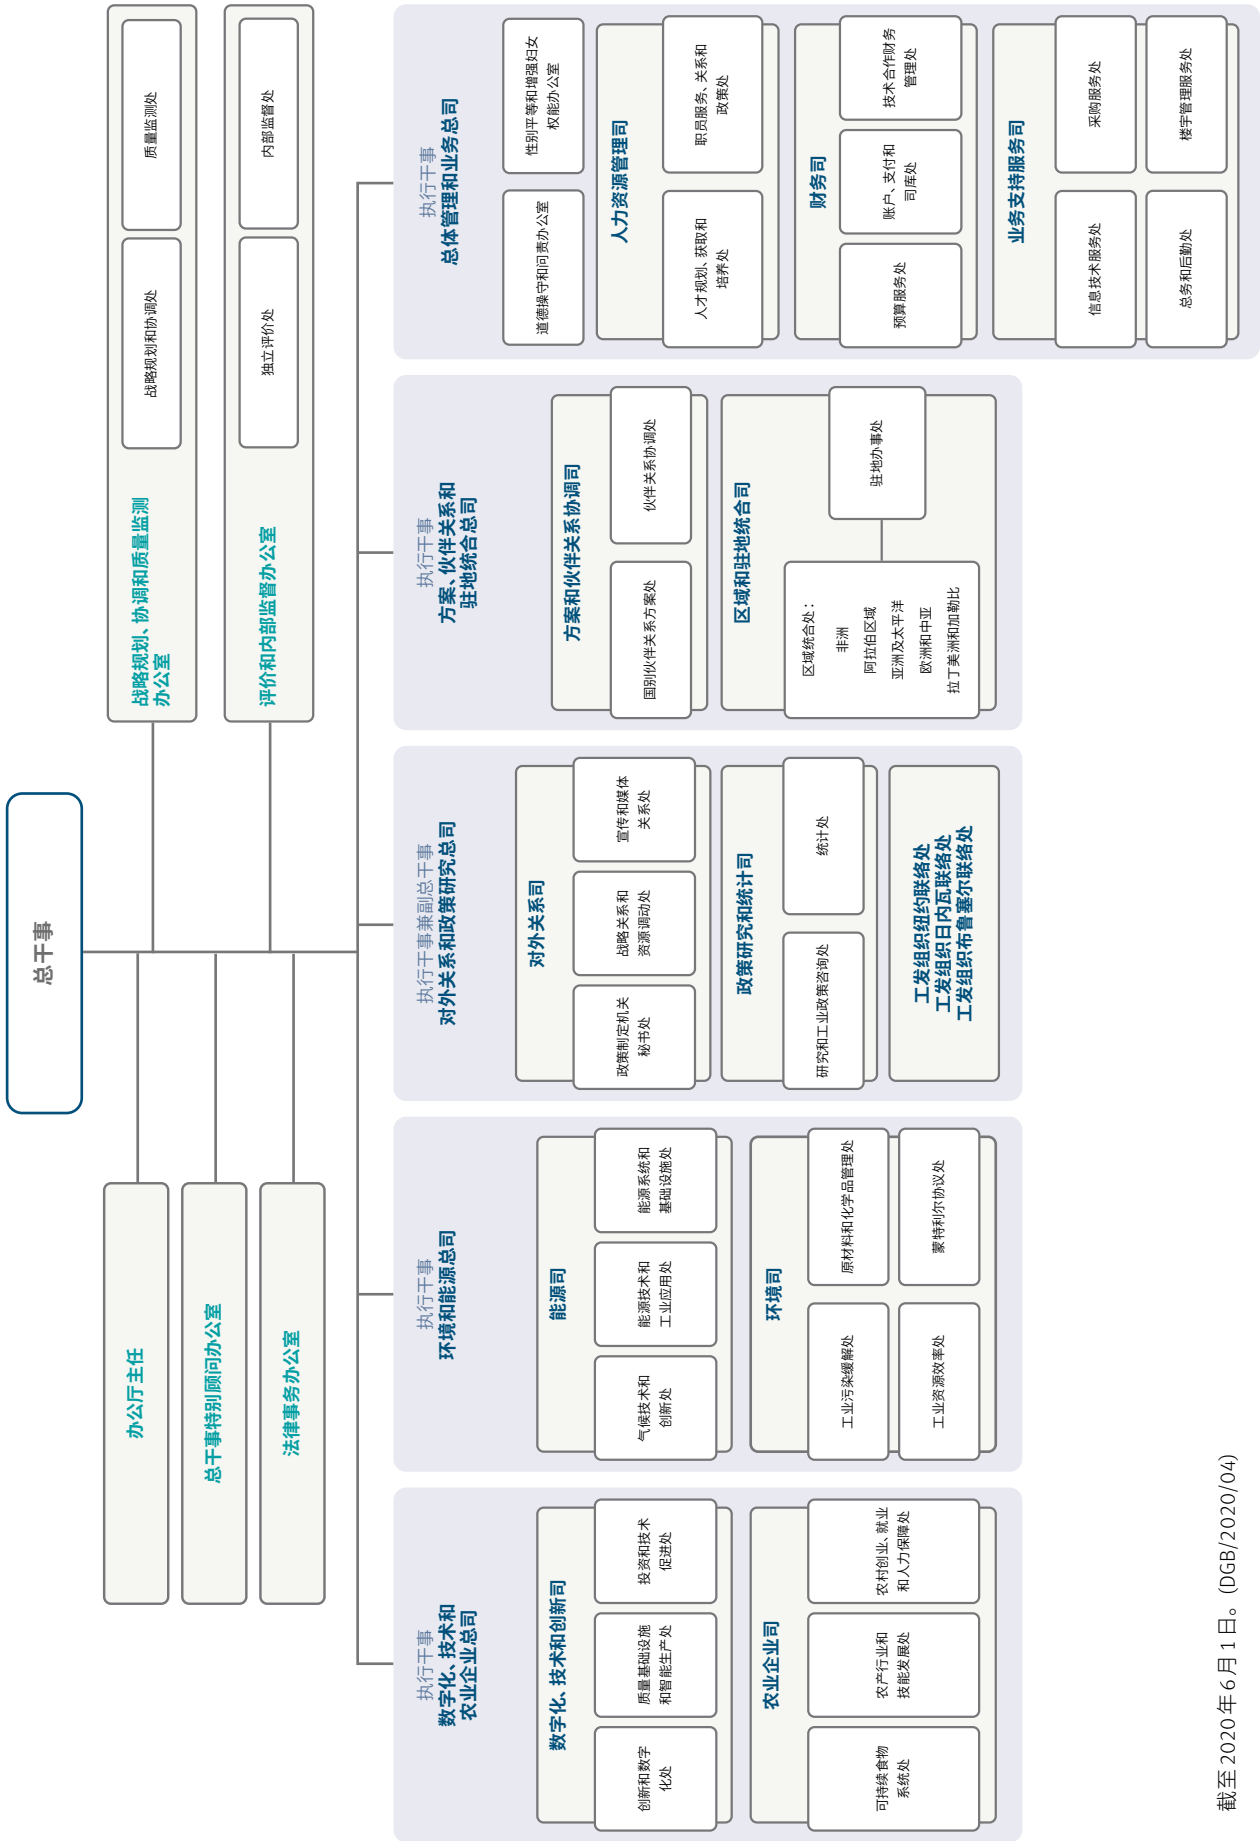 总干事
办公厅主任
总干事特别顾问办公室
法律事务办公室
战略规划、协调和质量监测
办公室
战略规划和协调处
质量监测处
评价和内部监督办公室
独立评价处
内部监督处
执行干事
数字化、技术和
农业企业总司
数字化、技术和创新司
创新和数字
化处
质量基础设施
和智能生产处
投资和技术
促进处
农业企业司
可持续食物
系统处
农产行业和
技能发展处
农村创业、就业
和人力保障处
执行干事
环境和能源总司
能源司
气候技术和
创新处
能源技术和
工业应用处
能源系统和
基础设施处
环境司
工业污染缓解处
原材料和化学品管理处
工业资源效率处
蒙特利尔协议处
执行干事兼副总干事
对外关系和政策研究总司
对外关系司
政策制定机关
秘书处
战略关系和
资源调动处
宣传和媒体
关系处
政策研究和统计司
研究和工业政策咨询处
统计处
工发组织纽约联络处
工发组织日内瓦联络处
工发组织布鲁塞尔联络处
执行干事
方案、伙伴关系和
驻地统合总司
方案和伙伴关系协调司
国别伙伴关系方案处
伙伴关系协调处
区域和驻地统合司
区域统合处：
非洲
阿拉伯区域
亚洲及太平洋
欧洲和中亚
拉丁美洲和加勒比
驻地办事处
执行干事
总体管理和业务总司
道德操守和问责办公室
性别平等和增强妇女
权能办公室
人力资源管理司
人才规划、获取和
培养处
职员服务、关系和
政策处
财务司
预算服务处
账户、支付和
司库处
技术合作财务
管理处
业务支持服务司
信息技术服务处
采购服务处
总务和后勤处
楼宇管理服务处
截至 2020 年 6 月 1 日。(DGB/2020/04)